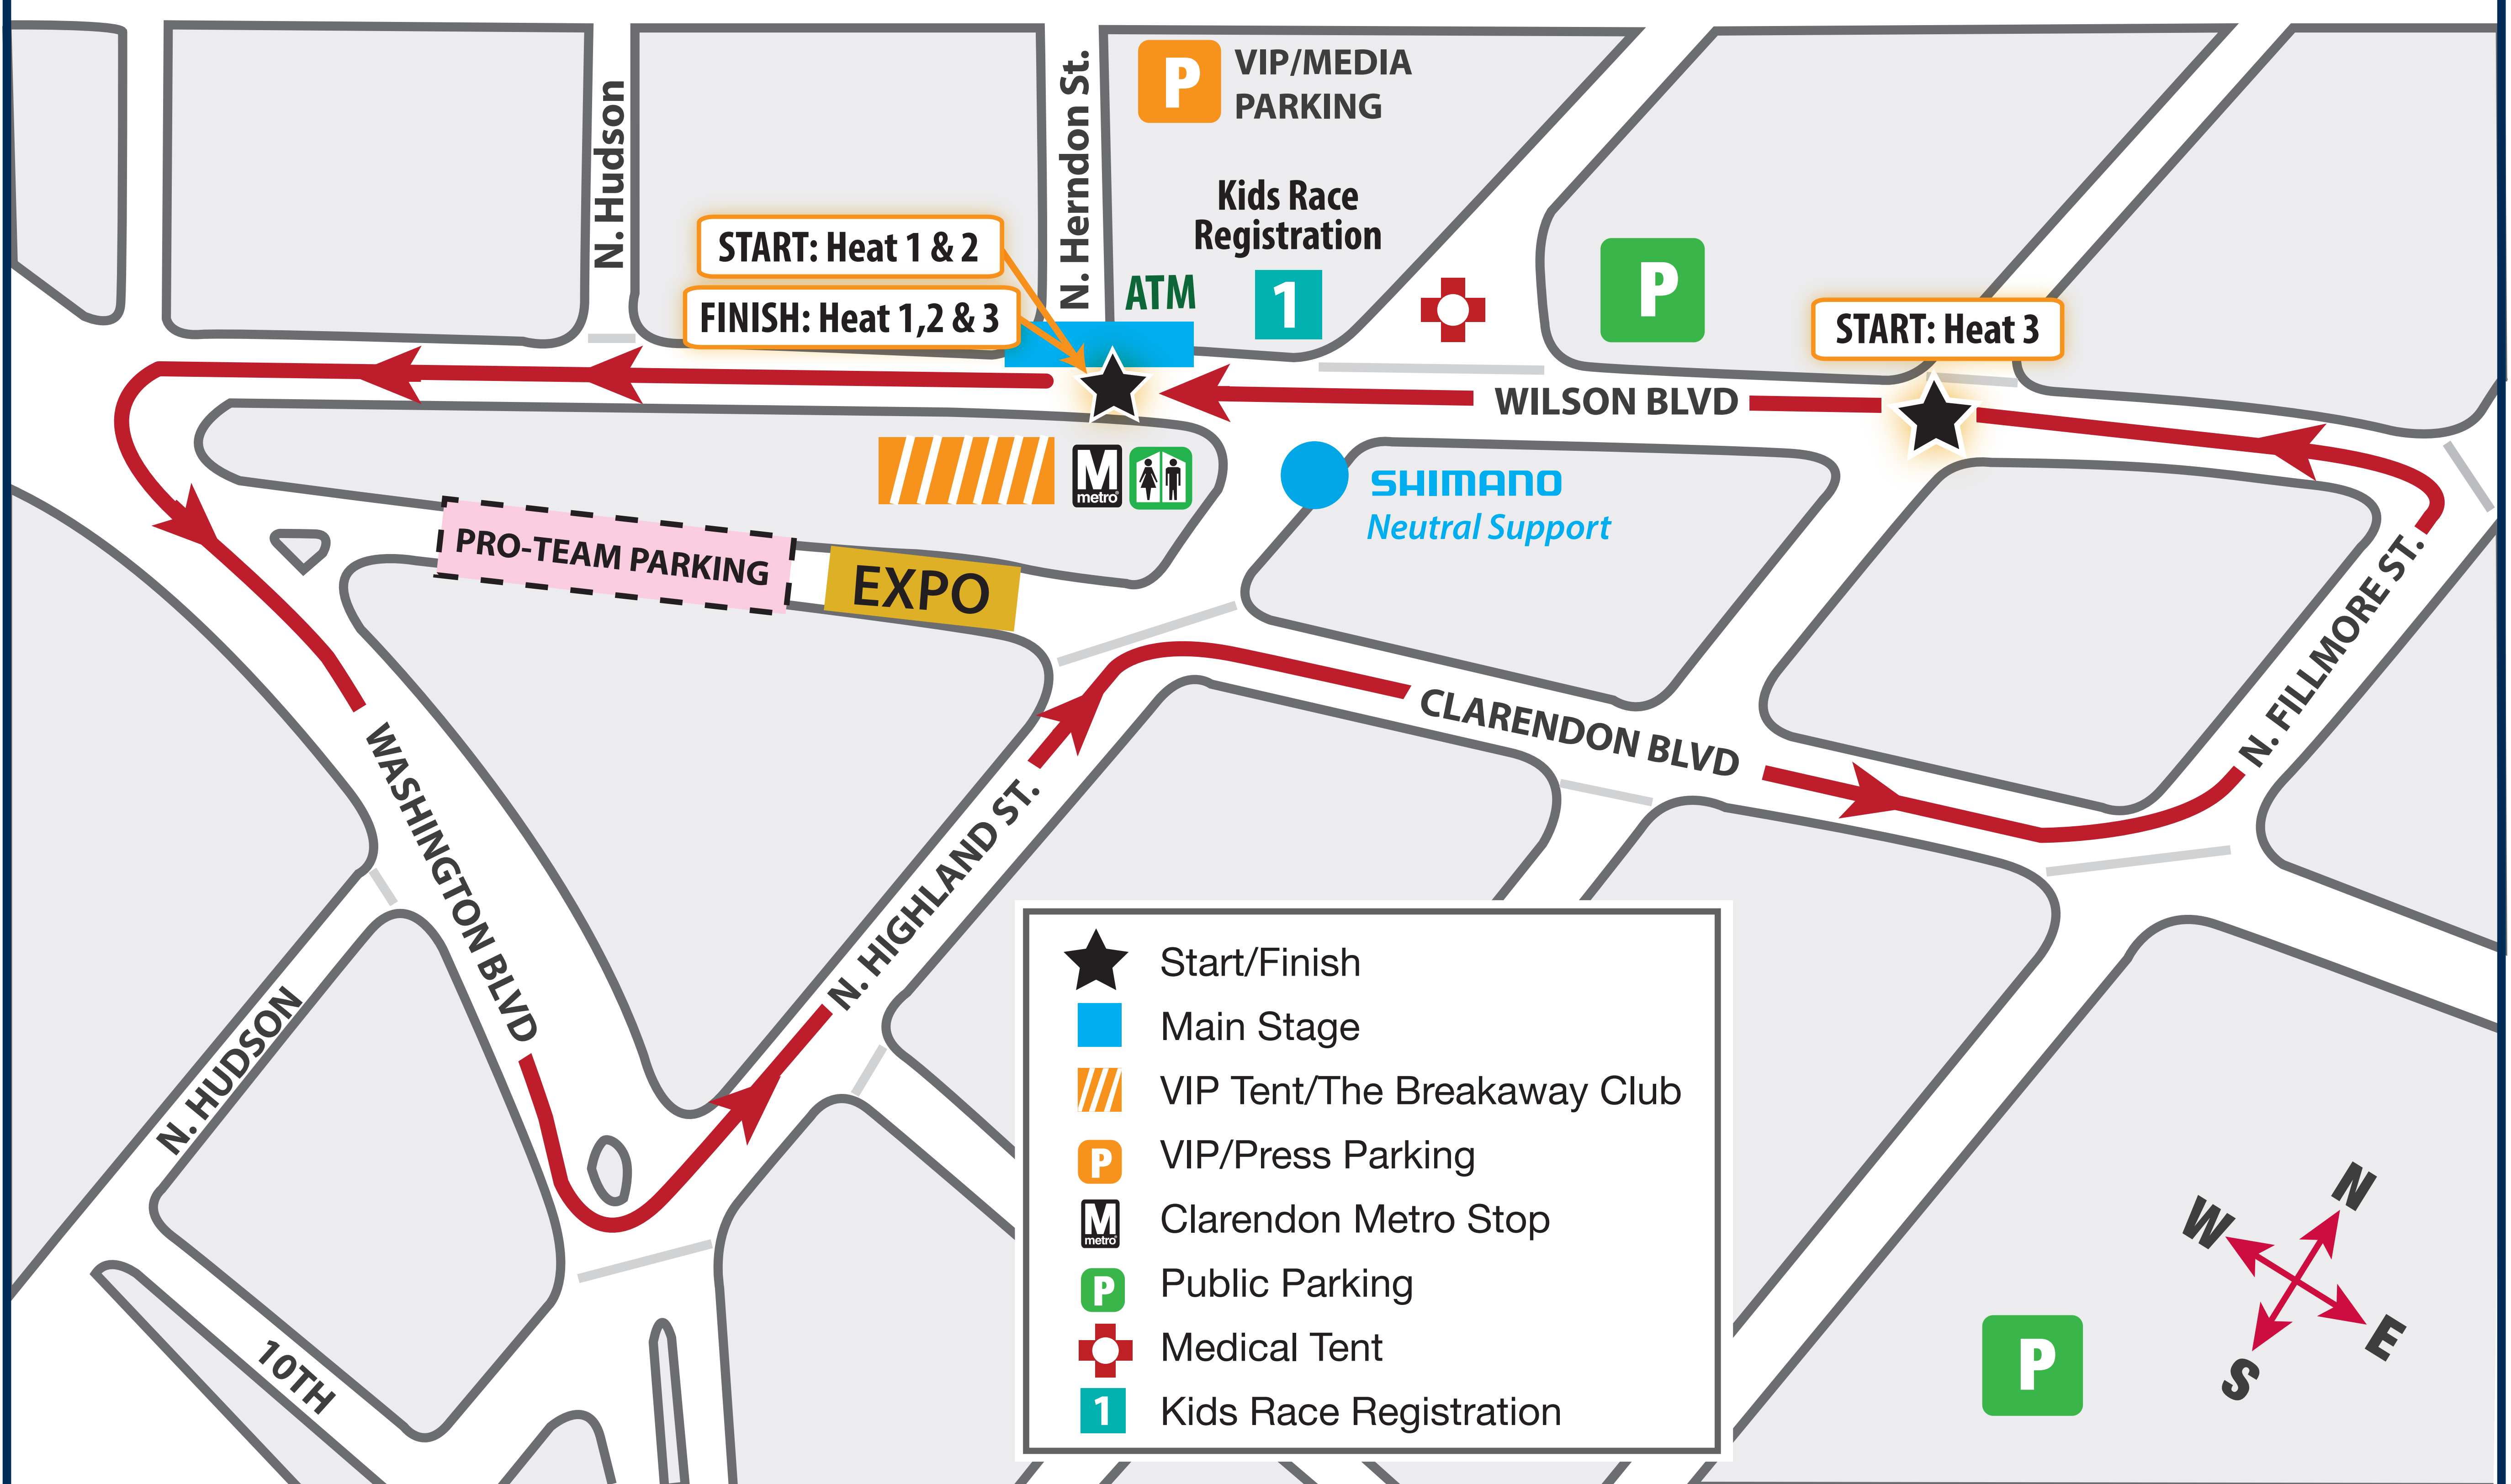 P
VIP/MEDIA
PARKING
N. Hudson
N. Herndon St.
Kids Race
Registration
START: Heat 1 & 2
FINISH: Heat 1,2 & 3
ATM
1
P
START: Heat 3
WILSON BLVD
M
metro
SHIMANO
Neutral Support
PRO-TEAM PARKING
EXPO
N. FILLMORE ST.
CLARENDON BLVD
WASHINGTON BLVD
N. HIGHLAND ST.
N. HUDSON
10TH
Start/Finish
Main Stage
VIP Tent/The Breakaway Club
P
VIP/Press Parking
M
metro
Clarendon Metro Stop
P
Public Parking
Medical Tent
1
Kids Race Registration
P
N
W
E
S